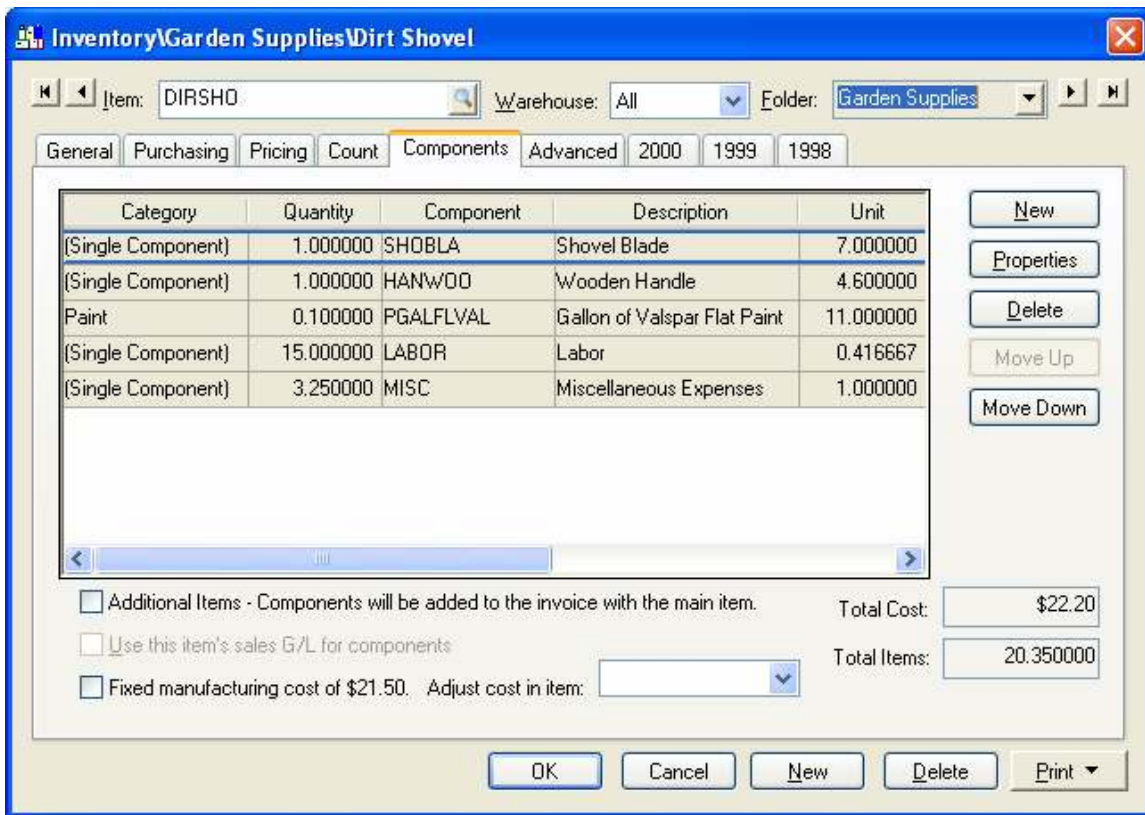 Inventory\Garden Supplies\Dirt Shovel
Item: DIRSHO Warehouse: All Folder: Garden Supplies
General Purchasing Pricing Count Components Advanced 2000 1999 1998
Category Quantity Component Description Unit
(Single Component) 1.000000 SHOBLA Shovel Blade 7.000000
(Single Component) 1.000000 HANWOO Wooden Handle 4.600000
Paint 0.100000 PGALFLVAL Gallon of Valspar Flat Paint 11.000000
(Single Component) 15.000000 LABOR Labor 0.416667
(Single Component) 3.250000 MISC Miscellaneous Expenses 1.000000
New
Properties
Delete
Move Up
Move Down
Additional Items - Components will be added to the invoice with the main item.
Use this item's sales G/L for components
Fixed manufacturing cost of $21.50. Adjust cost in item:
Total Cost: $22.20
Total Items: 20.350000
OK Cancel New Delete Print